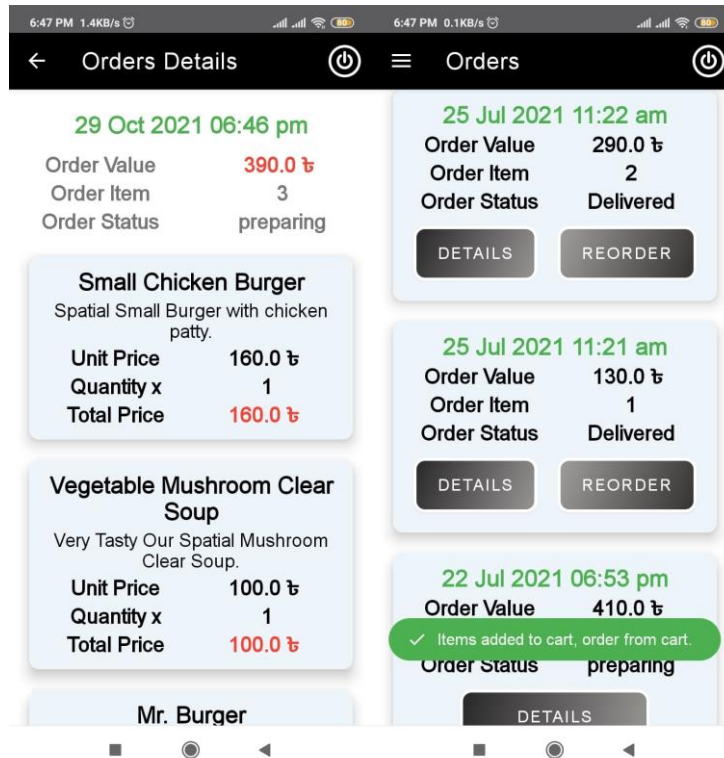 6:47 PM 1.4KB/s
80
Orders Details
29 Oct 2021 06:46 pm
Order Value 390.0 ৳
Order Item 3
Order Status preparing
Small Chicken Burger
Spatial Small Burger with chicken
patty.
Unit Price 160.0 ৳
Quantity x 1
Total Price 160.0 ৳
Vegetable Mushroom Clear
Soup
Very Tasty Our Spatial Mushroom
Clear Soup.
Unit Price 100.0 ৳
Quantity x 1
Total Price 100.0 ৳
Mr. Burger
6:47 PM 0.1KB/s
80
Orders
25 Jul 2021 11:22 am
Order Value 290.0 ৳
Order Item 2
Order Status Delivered
DETAILS REORDER
25 Jul 2021 11:21 am
Order Value 130.0 ৳
Order Item 1
Order Status Delivered
DETAILS REORDER
22 Jul 2021 06:53 pm
Order Value 410.0 ৳
Items added to cart, order from cart.
Order Status preparing
DETAILS